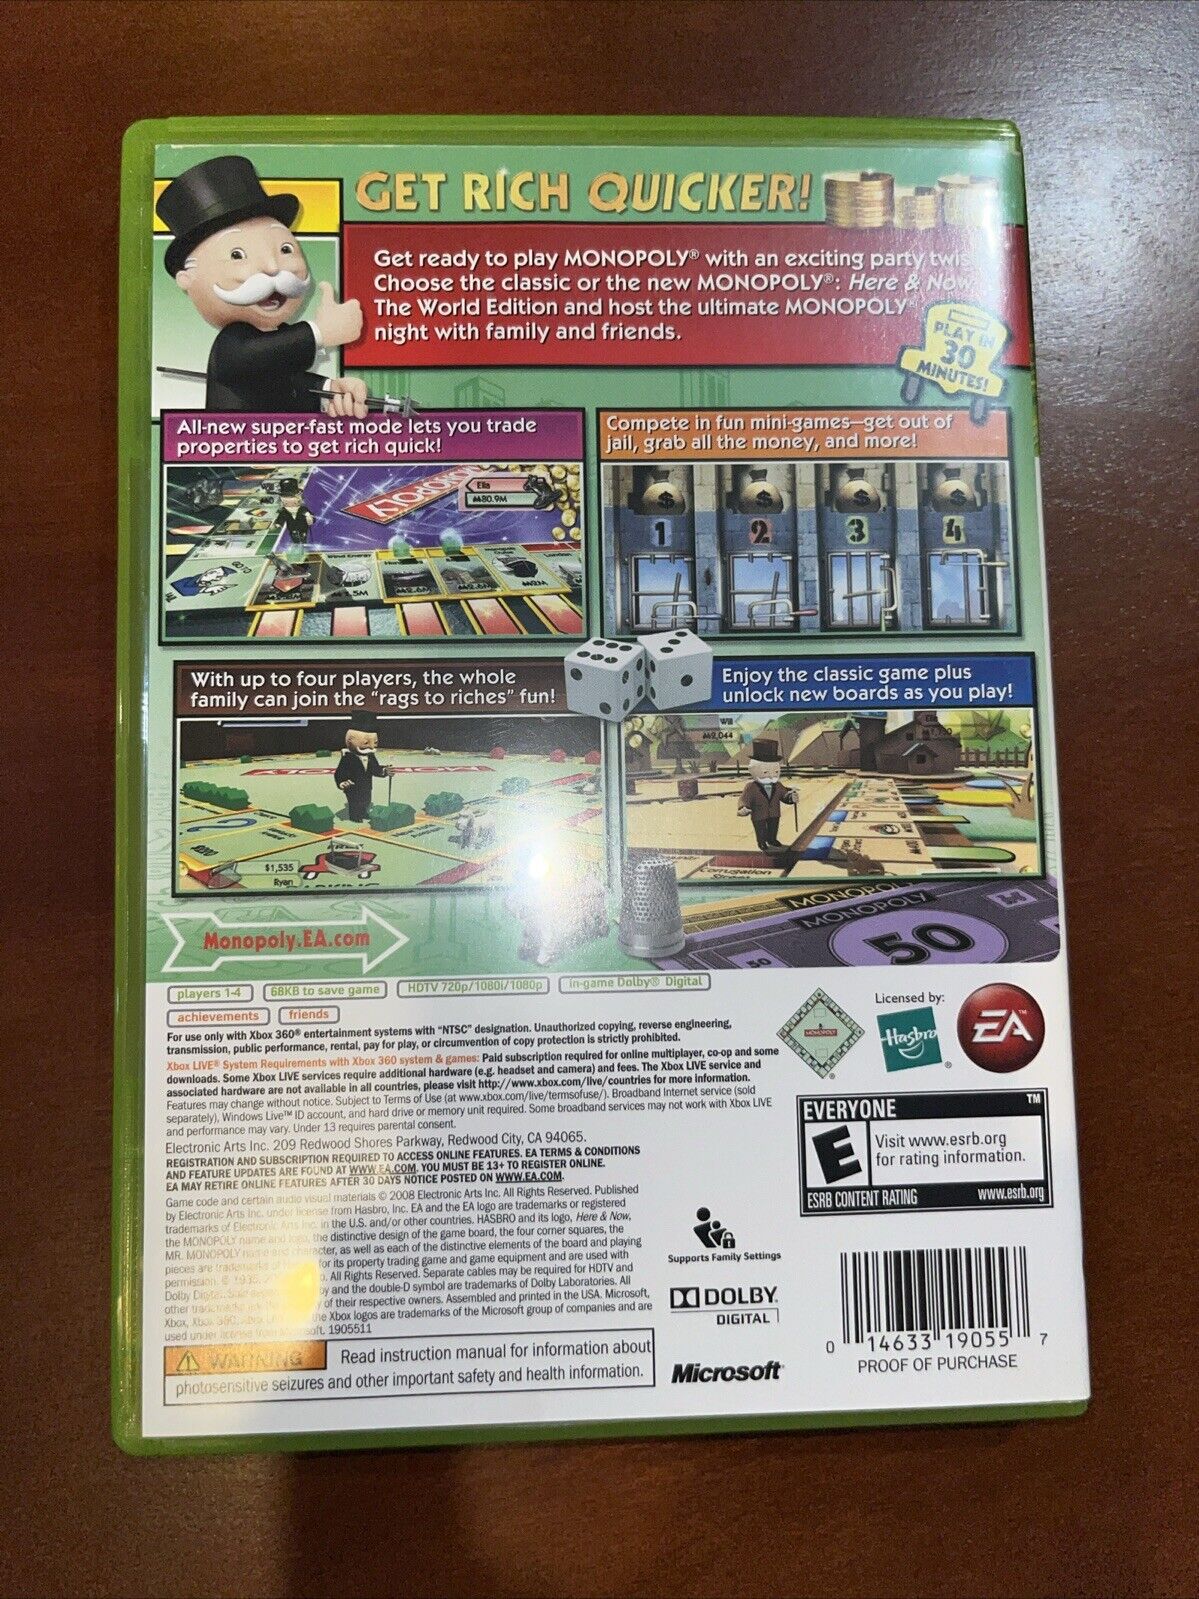 GET RICH QUICKER!
Get ready to play MONOPOLY® with an exciting party twis
Choose the classic or the new MONOPOLY®: Here & Now
The World Edition and host the ultimate MONOPOLY®
night with family and friends.
PLAY IN
30
MINUTES!
All-new super-fast mode lets you trade
properties to get rich quick!
Compete in fun mini-games—get out of
jail, grab all the money, and more!
MONOPOLY
Ella
80.9M
1 2 3 4
With up to four players, the whole
family can join the "rags to riches" fun!
Enjoy the classic game plus
unlock new boards as you play!
Will
2,044
$1,535
Ryan
Corrugation
MONOPOLY
MONOPOLY
50
50
Monopoly.EA.com
players 1-4
68KB to save game
HDTV 720p/1080i/1080p
in-game Dolby® Digital
achievements
friends
For use only with Xbox 360® entertainment systems with "NTSC" designation. Unauthorized copying, reverse engineering,
transmission, public performance, rental, pay for play, or circumvention of copy protection is strictly prohibited.
Xbox LIVE® System Requirements with Xbox 360 system & games: Paid subscription required for online multiplayer, co-op and some
downloads. Some Xbox LIVE services require additional hardware (e.g. headset and camera) and fees. The Xbox LIVE service and
associated hardware are not available in all countries, please visit http://www.xbox.com/live/countries for more information.
Features may change without notice. Subject to Terms of Use (at www.xbox.com/live/termsofuse/). Broadband Internet service (sold
separately), Windows Live™ ID account, and hard drive or memory unit required. Some broadband services may not work with Xbox LIVE
and performance may vary. Under 13 requires parental consent.
Electronic Arts Inc. 209 Redwood Shores Parkway, Redwood City, CA 94065.
REGISTRATION AND SUBSCRIPTION REQUIRED TO ACCESS ONLINE FEATURES. EA TERMS & CONDITIONS
AND FEATURE UPDATES ARE FOUND AT WWW.EA.COM. YOU MUST BE 13+ TO REGISTER ONLINE.
EA MAY RETIRE ONLINE FEATURES AFTER 30 DAYS NOTICE POSTED ON WWW.EA.COM.
Game code and certain audio visual materials © 2008 Electronic Arts Inc. All Rights Reserved. Published
by Electronic Arts Inc. under license from Hasbro, Inc. EA and the EA logo are trademarks or registered
trademarks of Electronic Arts Inc. in the U.S. and/or other countries. HASBRO and its logo, Here & Now,
the MONOPOLY name and logo, the distinctive design of the game board, the four corner squares, the
MR. MONOPOLY name and character, as well as each of the distinctive elements of the board and playing
pieces are trademarks of for its property trading game and game equipment and are used with
permission. © 1935, All Rights Reserved. Separate cables may be required for HDTV and
Dolby Digital. and the double-D symbol are trademarks of Dolby Laboratories. All
other trademarks of their respective owners. Assembled and printed in the USA. Microsoft,
Xbox, Xbox 360, the Xbox logos are trademarks of the Microsoft group of companies and are
used under license from Microsoft. 1905511
WARNING Read instruction manual for information about
photosensitive seizures and other important safety and health information.
MONOPOLY
Licensed by:
Hasbro®
EA™
EVERYONE ™
E
Visit www.esrb.org
for rating information.
ESRB CONTENT RATING www.esrb.org
Supports Family Settings
DOLBY
DIGITAL
Microsoft®
0 14633 19055 7
PROOF OF PURCHASE